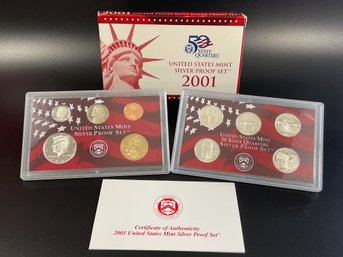 2001
50 STATE
QUARTERS
UNITED STATES MINT
SILVER PROOF SET
2001
UNITED STATES MINT
SILVER PROOF SET
UNITED STATES MINT
50 STATE QUARTERS
SILVER PROOF SET
Certificate of Authenticity
2001 United States Mint Silver Proof Set